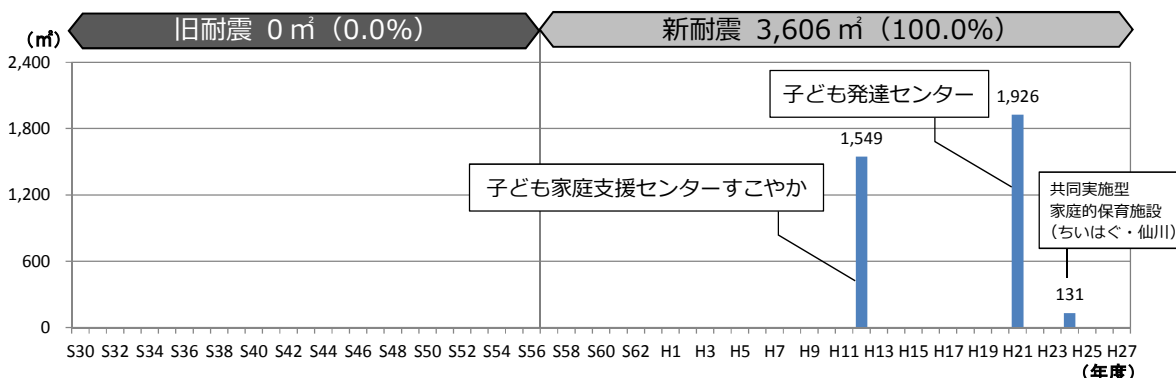 旧耐震 0㎡（0.0%）
新耐震 3,606㎡（100.0%）
（㎡）
2,400
1,800
1,200
600
0
子ども発達センター
1,926
1,549
子ども家庭支援センターすこやか
共同実施型
家庭的保育施設
（ちいはぐ・仙川）
131
S30 S32 S34 S36 S38 S40 S42 S44 S46 S48 S50 S52 S54 S56 S58 S60 S62 H1 H3 H5 H7 H9 H11 H13 H15 H17 H19 H21 H23 H25 H27
（年度）